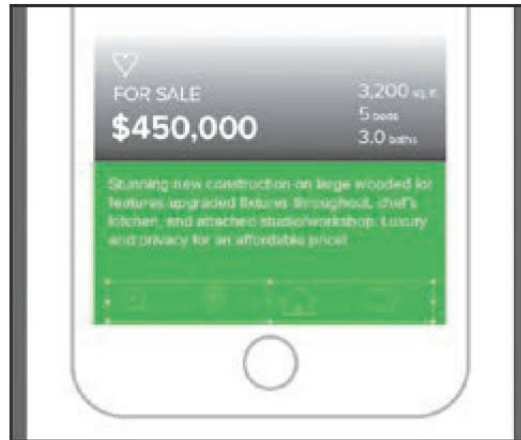 FOR SALE
$450,000
3,200 SQ. ft
5 beds
3.0 baths
Stunning new construction on large wooded lot
features upgraded fixtures throughout, chef's
kitchen, and attached studio/workshop. Luxury
and privacy for an affordable price!